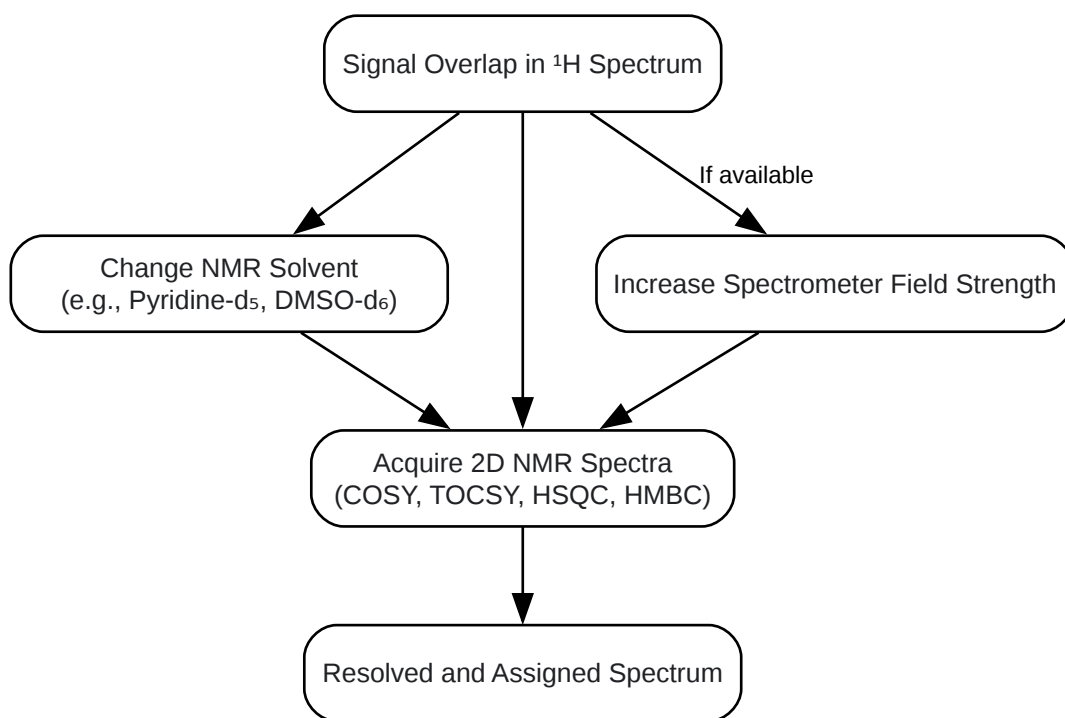 Signal Overlap in ¹H Spectrum
If available
Change NMR Solvent
(e.g., Pyridine-d₅, DMSO-d₆)
Increase Spectrometer Field Strength
Acquire 2D NMR Spectra
(COSY, TOCSY, HSQC, HMBC)
Resolved and Assigned Spectrum